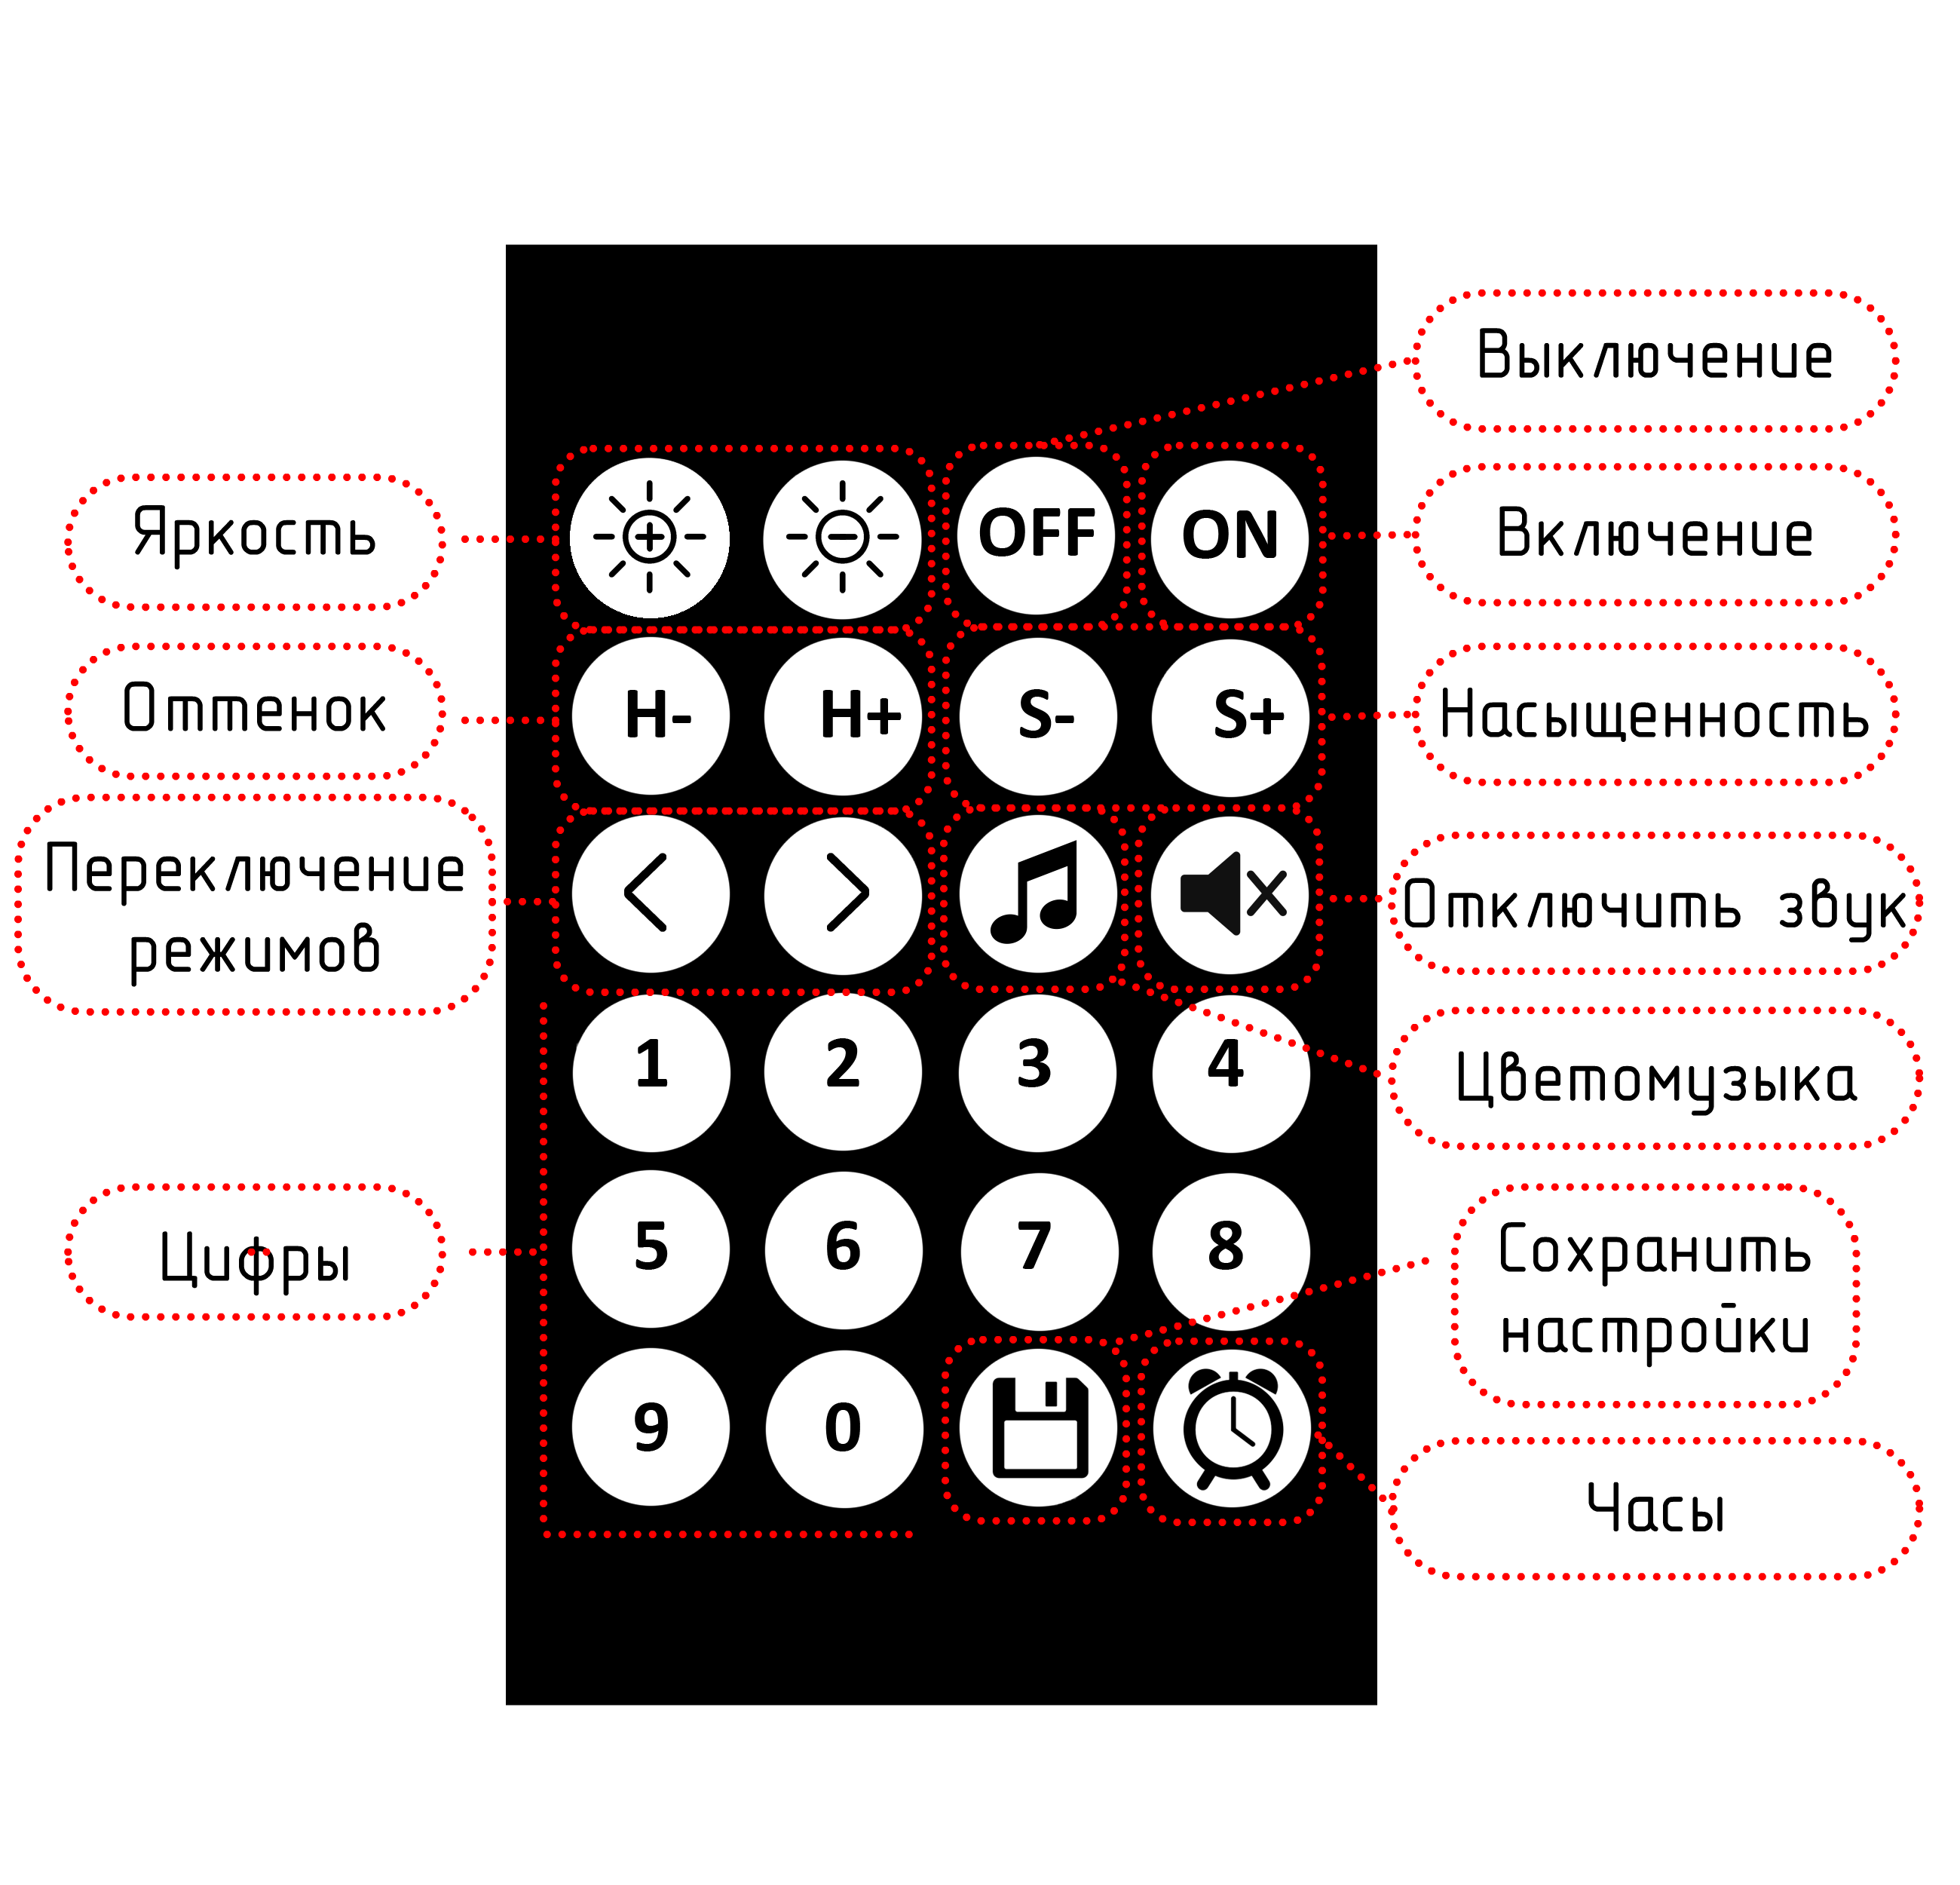 Выключение
Яркость
OFF
ON
Включение
Оттенок
H-
H+
S-
S+
Насыщенность
Переключение
режимов
<
>
Отключить звук
1
2
3
4
Цветомузыка
Цифры
5
6
7
8
Сохранить
настройки
9
0
Часы